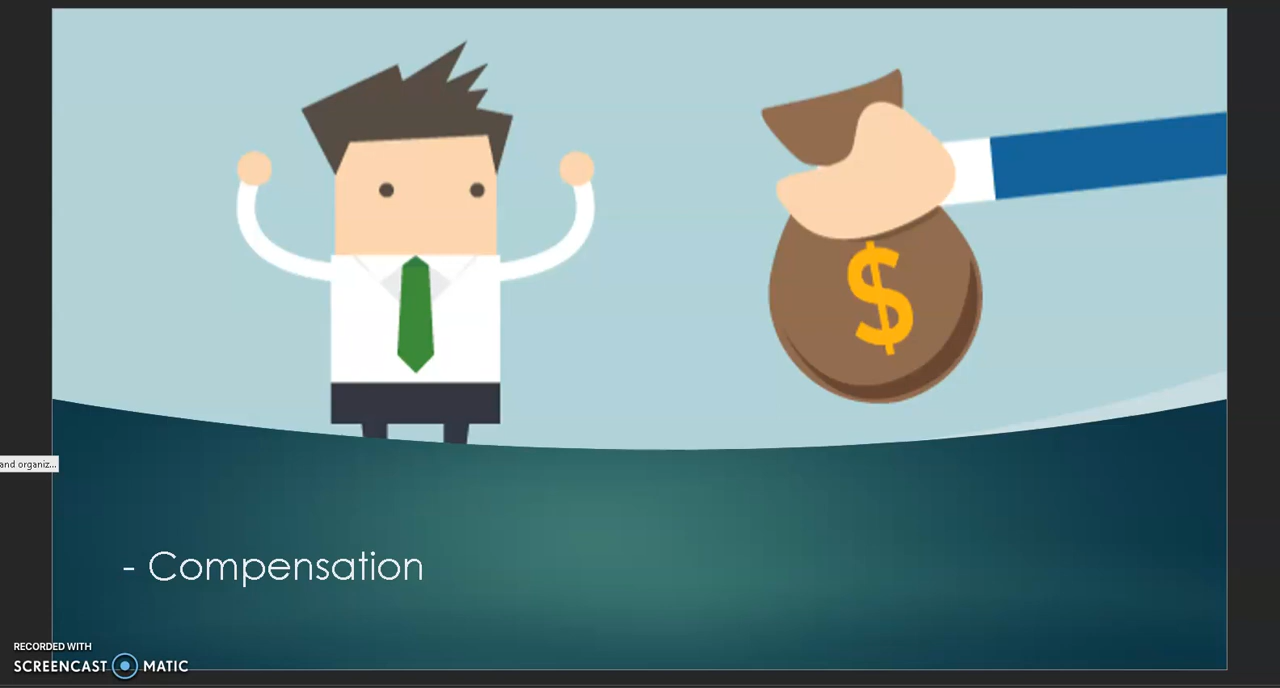 $
and organiz...
- Compensation
RECORDED WITH
SCREENCAST MATIC